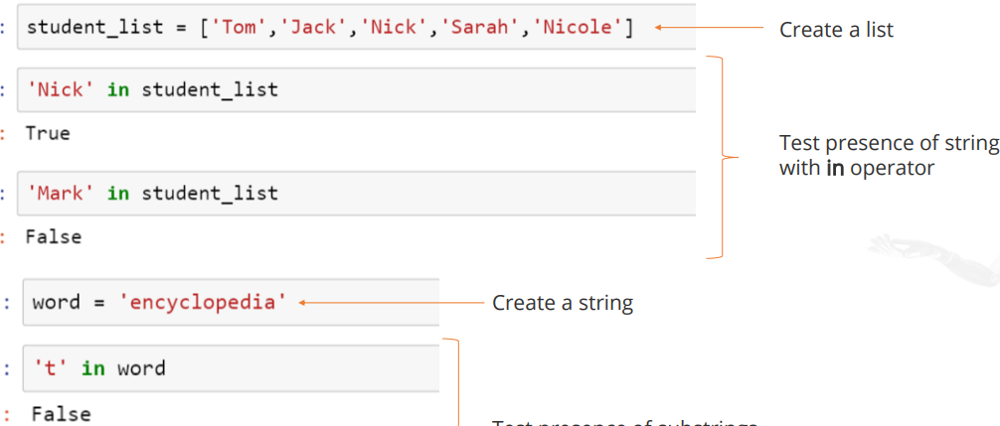 student_list = ['Tom','Jack','Nick','Sarah','Nicole']
Create a list
'Nick' in student_list
True
Test presence of string
with in operator
'Mark' in student_list
False
word = 'encyclopedia'
Create a string
't' in word
False
Test presence of substrings